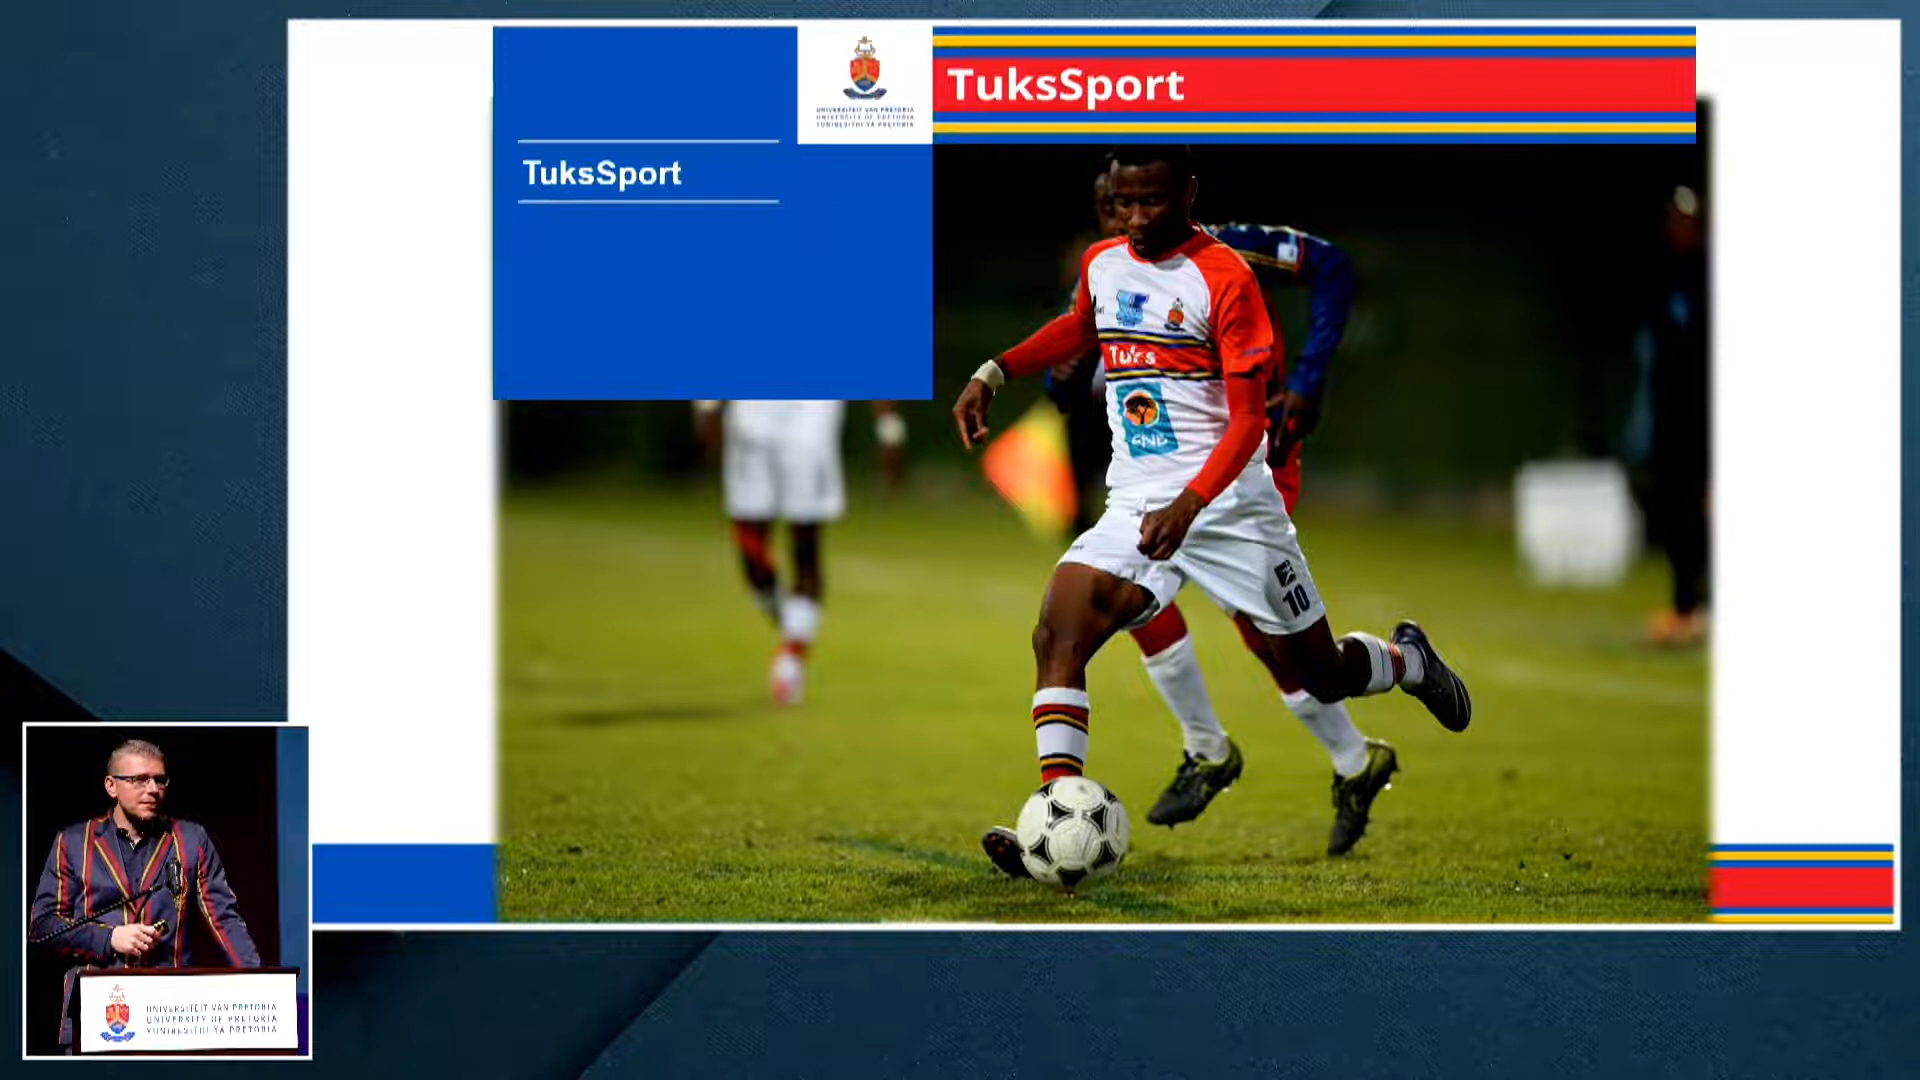 UNIVERSITEIT VAN PRETORIA
UNIVERSITY OF PRETORIA
YUNIBESITHI YA PRETORIA
TuksSport
TuksSport
Tuks
10
UNIVERSITEIT VAN PRETORIA
UNIVERSITY OF PRETORIA
YUNIBESITHI YA PRETORIA